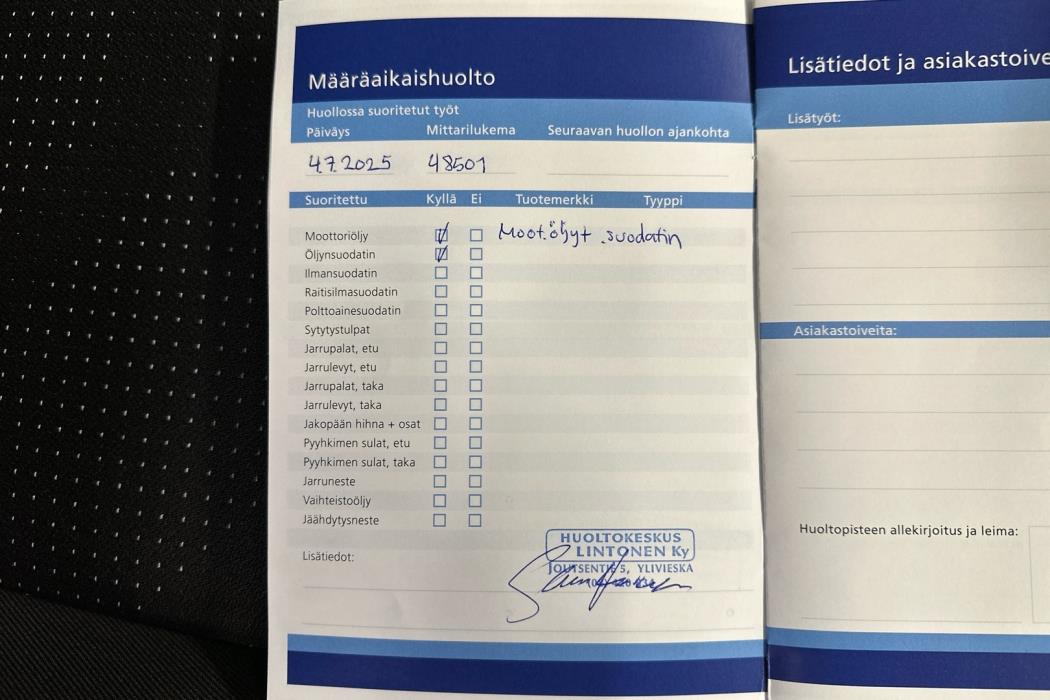 Määräaikaishuolto
Huollossa suoritetut työt
Päiväys Mittarilukema Seuraavan huollon ajankohta
4.7.2025 48501
Suoritettu Kyllä Ei Tuotemerkki Tyyppi
Moottoriöljy Moot.öljyt .suodatin
Öljynsuodatin
Ilmansuodatin
Raitisilmasuodatin
Polttoainesuodatin
Sytytystulpat
Jarrupalat, etu
Jarrulevyt, etu
Jarrupalat, taka
Jarrulevyt, taka
Jakopään hihna + osat
Pyyhkimen sulat, etu
Pyyhkimen sulat, taka
Jarruneste
Vaihteistoöljy
Jäähdytysneste
Lisätiedot:
HUOLTOKESKUS
LINTONEN Ky
JOUTSENTIE 5, YLIVIESKA
Lisätiedot ja asiakastoive
Lisätyöt:
Asiakastoiveita:
Huoltopisteen allekirjoitus ja leima: